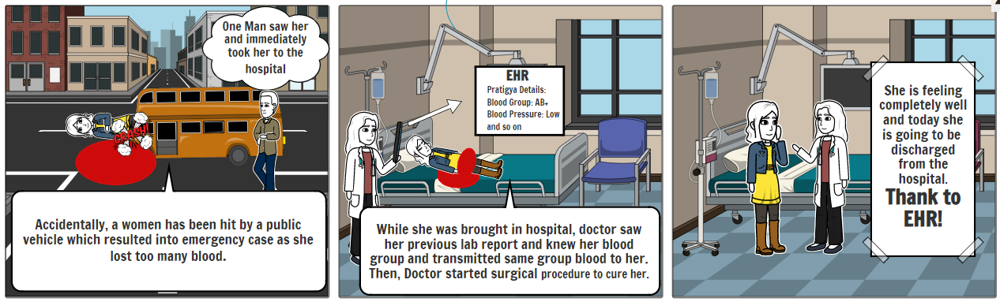 One Man saw her
and immediately
took her to the
hospital
CRASH!
Accidentally, a women has been hit by a public
vehicle which resulted into emergency case as she
lost too many blood.
EHR
Pratigya Details:
Blood Group: AB+
Blood Pressure: Low
and so on
While she was brought in hospital, doctor saw
her previous lab report and knew her blood
group and transmitted same group blood to her.
Then, Doctor started surgical procedure to cure her.
She is feeling
completely well
and today she
is going to be
discharged
from the
hospital.
Thank to
EHR!